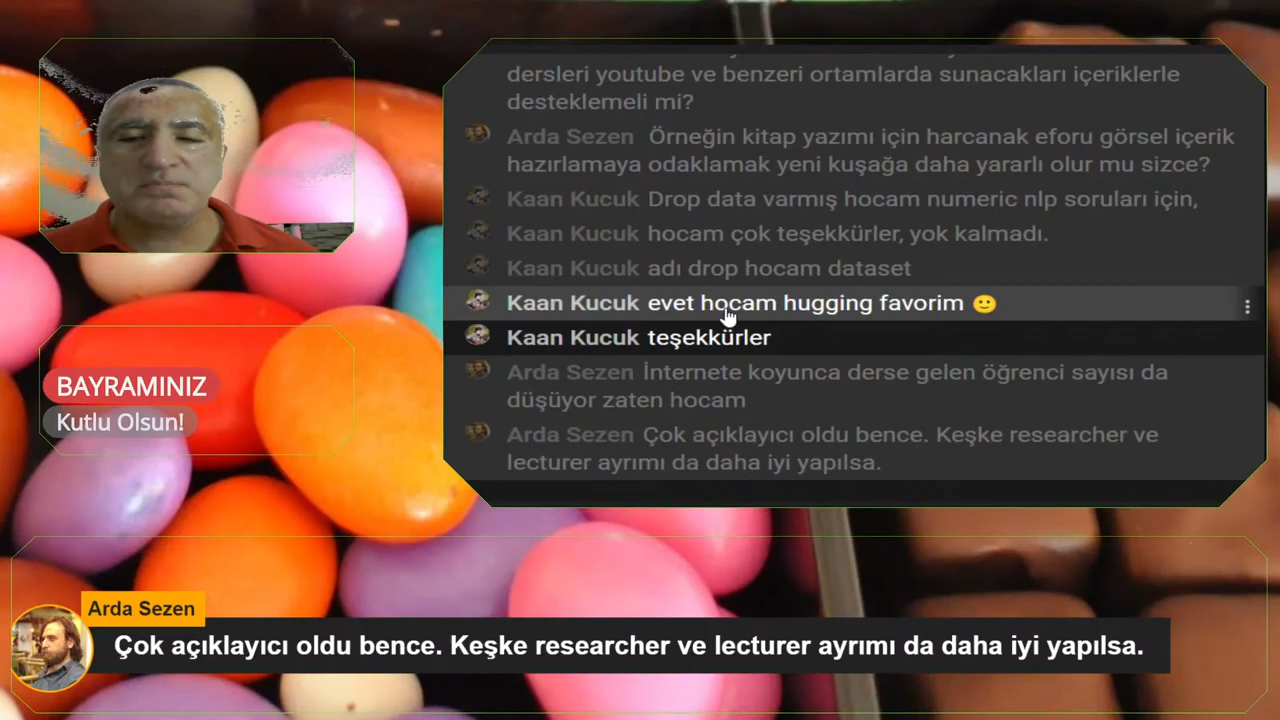 dersleri youtube ve benzeri ortamlarda sunacakları içeriklerle
desteklemeli mi?
Arda Sezen Örneğin kitap yazımı için harcanak eforu görsel içerik
hazırlamaya odaklamak yeni kuşağa daha yararlı olur mu sizce?
Kaan Kucuk Drop data varmış hocam numeric nlp soruları için,
Kaan Kucuk hocam çok teşekkürler, yok kalmadı.
Kaan Kucuk adı drop hocam dataset
Kaan Kucuk evet hocam hugging favorim 🙂
Kaan Kucuk teşekkürler
Arda Sezen İnternete koyunca derse gelen öğrenci sayısı da
düşüyor zaten hocam
Arda Sezen Çok açıklayıcı oldu bence. Keşke researcher ve
lecturer ayrımı da daha iyi yapılsa.
BAYRAMINIZ
Kutlu Olsun!
Arda Sezen
Çok açıklayıcı oldu bence. Keşke researcher ve lecturer ayrımı da daha iyi yapılsa.